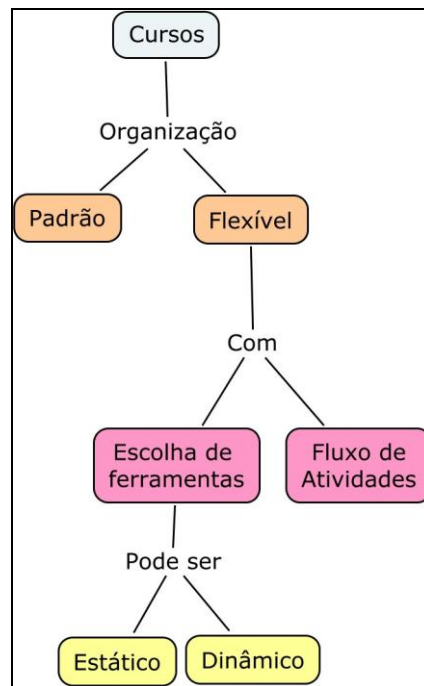 Cursos
Organização
Padrão
Flexível
Com
Escolha de
ferramentas
Fluxo de
Atividades
Pode ser
Estático
Dinâmico